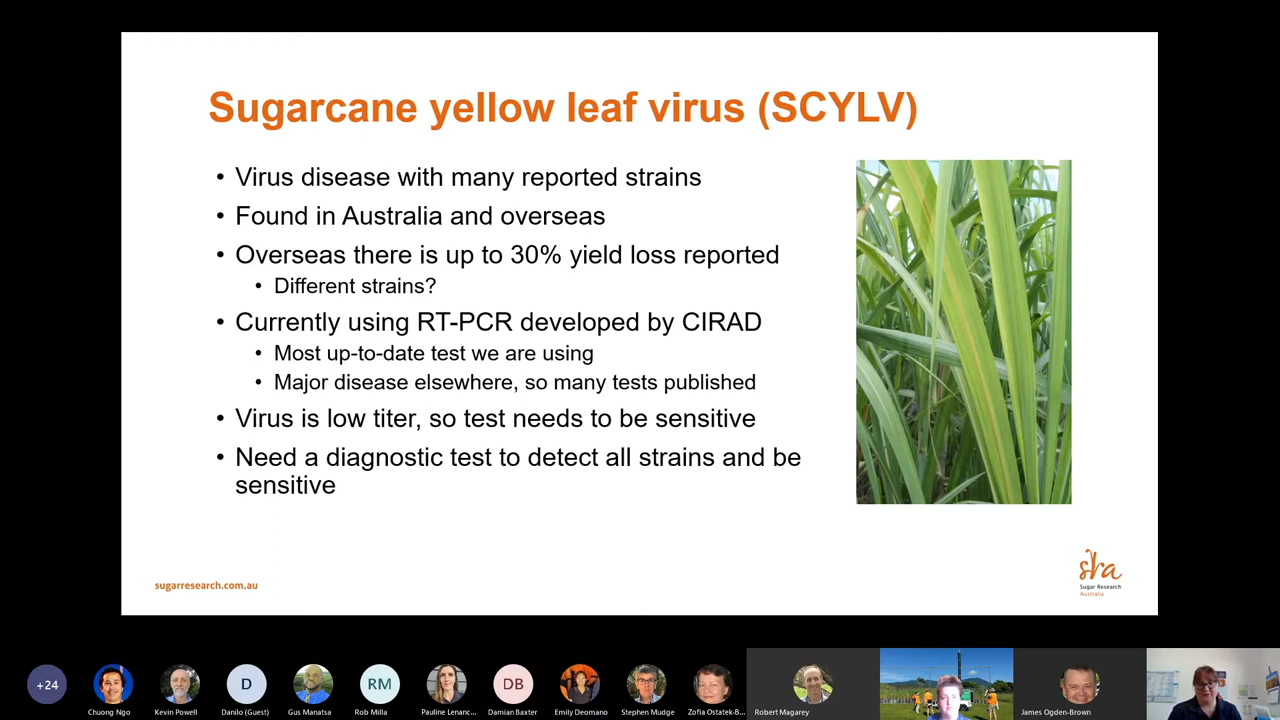 Sugarcane yellow leaf virus (SCYLV)
• Virus disease with many reported strains
• Found in Australia and overseas
• Overseas there is up to 30% yield loss reported
• Different strains?
• Currently using RT-PCR developed by CIRAD
• Most up-to-date test we are using
• Major disease elsewhere, so many tests published
• Virus is low titer, so test needs to be sensitive
• Need a diagnostic test to detect all strains and be
sensitive
sugarresearch.com.au
sra
Sugar Research
Australia
+24
D
RM
DB
Chuong Ngo
Kevin Powell
Danilo (Guest)
Gus Manatsa
Rob Milla
Pauline Lenanc...
Damian Baxter
Emily Deomano
Stephen Mudge
Zofia Ostatek-B...
Robert Magarey
James Ogden-Brown